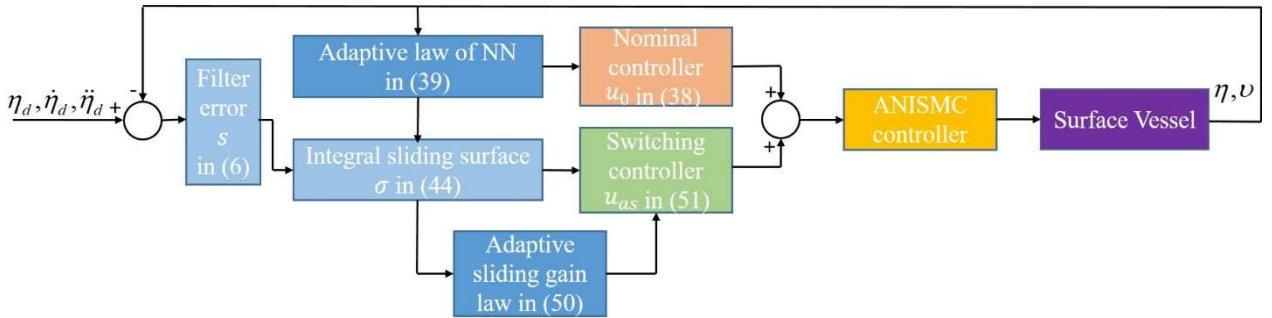 η_d, η̇_d, η̈_d +
-
Filter
error
s
in (6)
Adaptive law of NN
in (39)
Integral sliding surface
σ in (44)
Adaptive
sliding gain
law in (50)
Nominal
controller
u_0 in (38)
Switching
controller
u_as in (51)
+
+
ANISMC
controller
Surface Vessel
η, υ